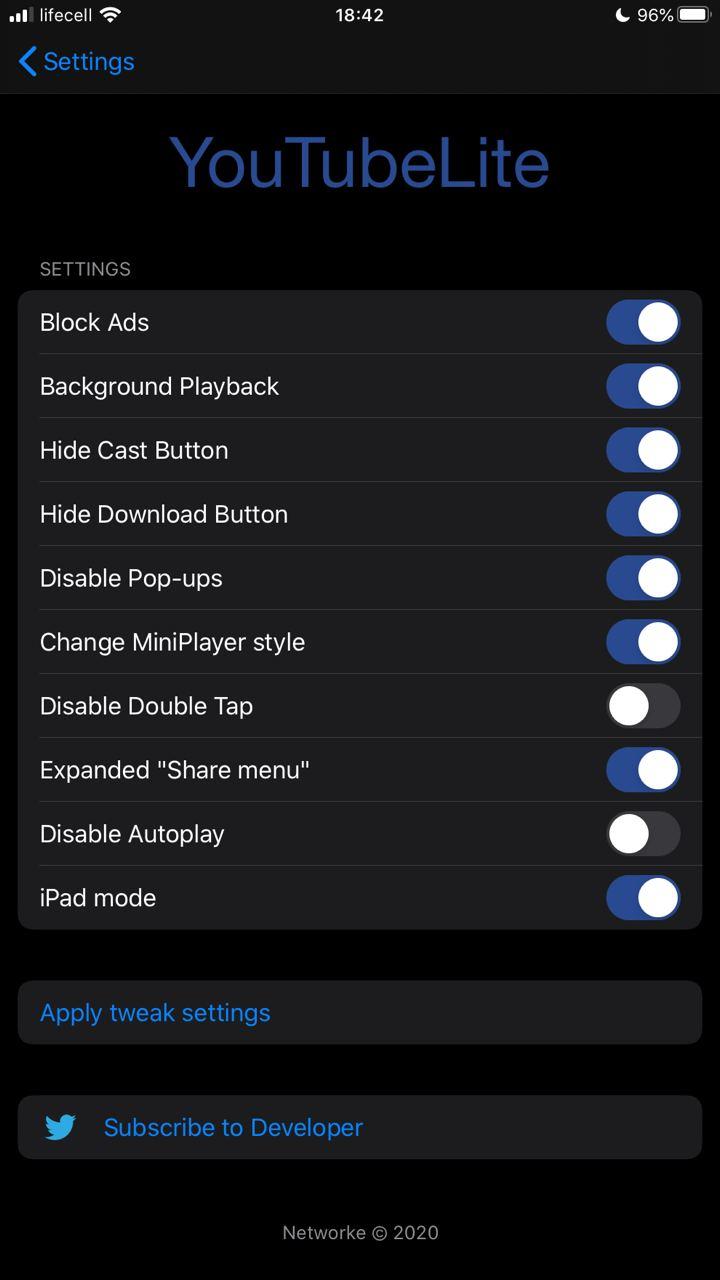 lifecell 18:42 96%
Settings
YouTubeLite
SETTINGS
Block Ads
Background Playback
Hide Cast Button
Hide Download Button
Disable Pop-ups
Change MiniPlayer style
Disable Double Tap
Expanded "Share menu"
Disable Autoplay
iPad mode
Apply tweak settings
Subscribe to Developer
Networke © 2020